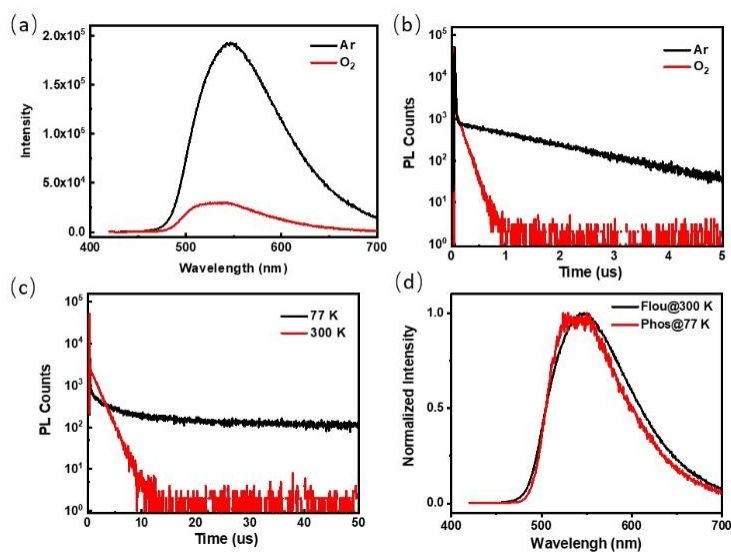 (a)
Intensity
2.0x10⁵
1.5x10⁵
1.0x10⁵
5.0x10⁴
0.0
Ar
O₂
400 500 600 700
Wavelength (nm)
(b)
PL Counts
10⁵
10⁴
10³
10²
10¹
10⁰
Ar
O₂
0 1 2 3 4 5
Time (us)
(c)
PL Counts
10⁵
10⁴
10³
10²
10¹
10⁰
77 K
300 K
0 10 20 30 40 50
Time (us)
(d)
Normalized Intensity
1.0
0.5
0.0
Flou@300 K
Phos@77 K
400 500 600 700
Wavelengh (nm)